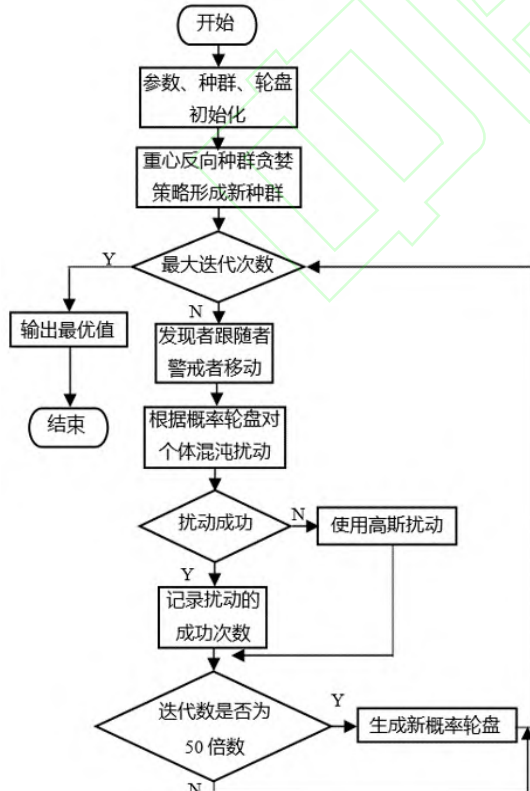 开始
参数、种群、轮盘
初始化
重心反向种群贪婪
策略形成新种群
最大迭代次数
Y
N
输出最优值
结束
发现者跟随者
警戒者移动
根据概率轮盘对
个体混沌扰动
扰动成功
N
使用高斯扰动
Y
记录扰动的
成功次数
迭代数是否为
50 倍数
Y
生成新概率轮盘
N